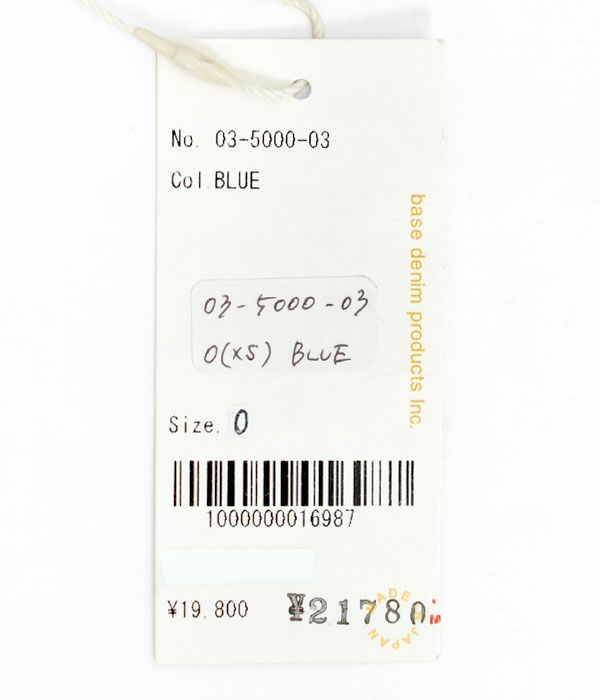 No. 03-5000-03
Col.BLUE
base denim products Inc.
03-5000-03
0(XS) BLUE
Size. 0
1000000016987
¥19.800
¥21780
MADE IN JAPAN